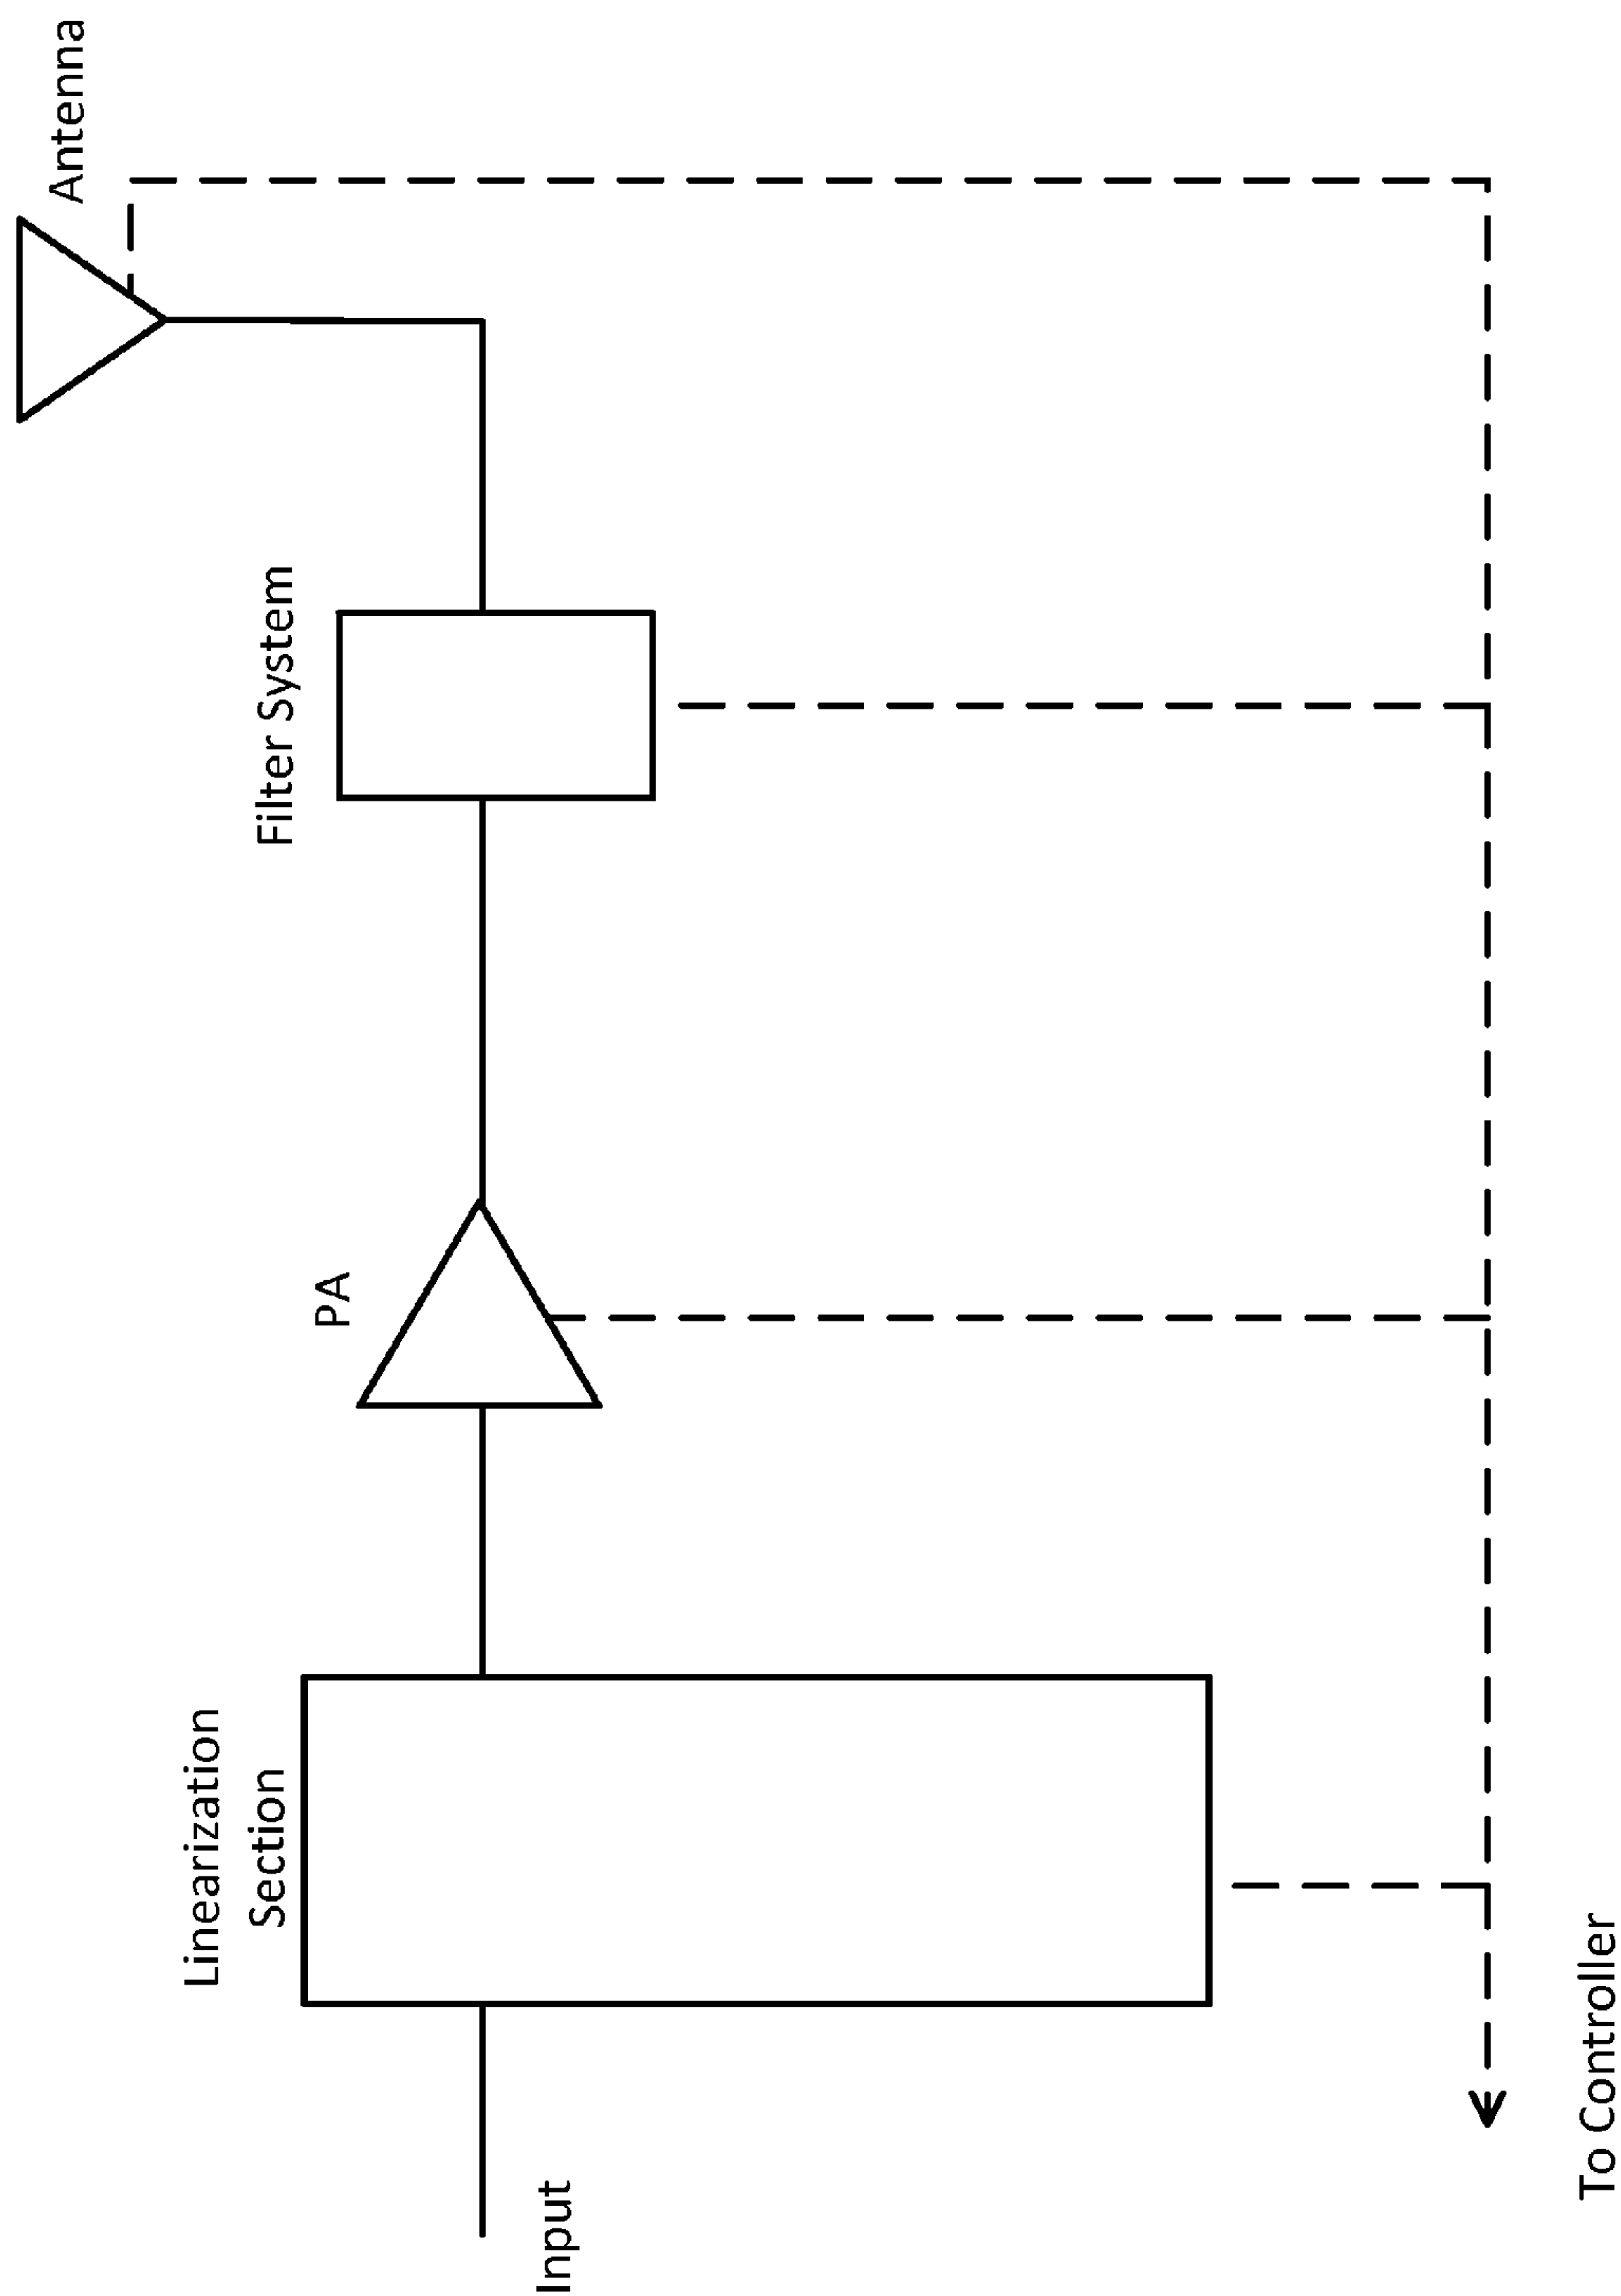 Antenna
Filter System
PA
Linearization
Section
Input
To Controller